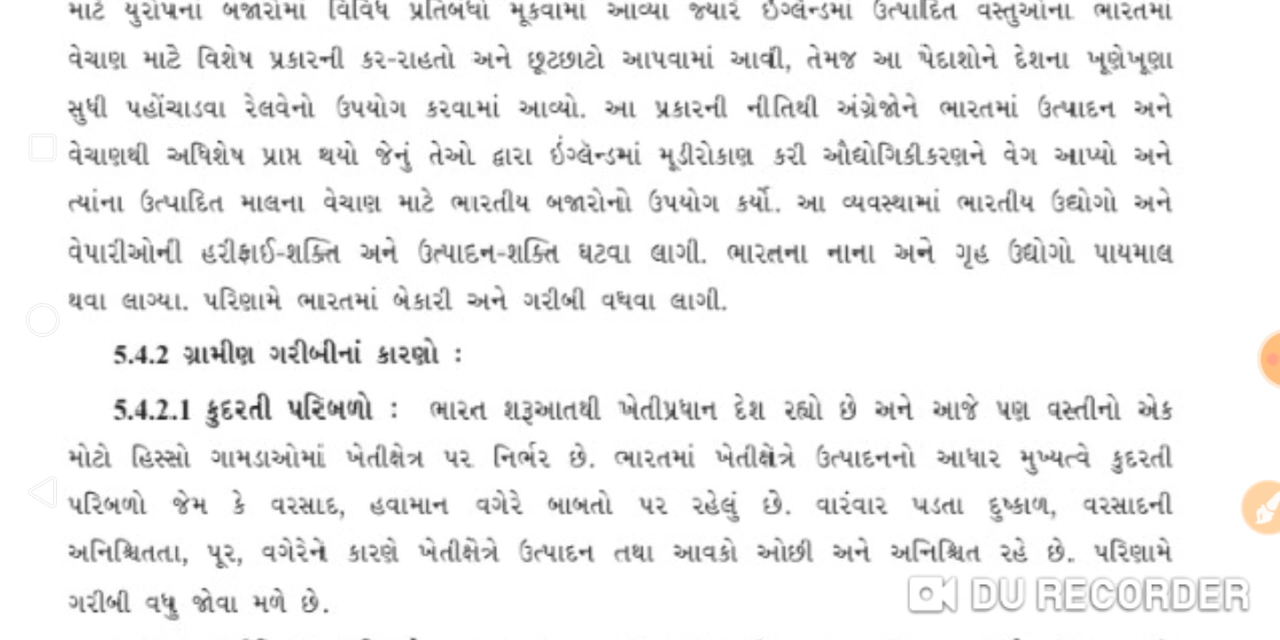 માટે યુરોપનાં બજારોમાં વિવિધ પ્રતિબંધો મૂકવામાં આવ્યા જ્યારે ઇંગ્લૅન્ડમાં ઉત્પાદિત વસ્તુઓના ભારતમાં
વેચાણ માટે વિશેષ પ્રકારની કર-રાહતો અને છૂટછાટો આપવામાં આવી, તેમજ આ પેદાશોને દેશના ખૂણેખૂણા
સુધી પહોંચાડવા રેલવેનો ઉપયોગ કરવામાં આવ્યો. આ પ્રકારની નીતિથી અંગ્રેજોને ભારતમાં ઉત્પાદન અને
વેચાણથી અધિશેષ પ્રાપ્ત થયો જેનું તેઓ દ્વારા ઇંગ્લૅન્ડમાં મૂડીરોકાણ કરી ઔદ્યોગિકીકરણને વેગ આપ્યો અને
ત્યાંના ઉત્પાદિત માલના વેચાણ માટે ભારતીય બજારોનો ઉપયોગ કર્યો. આ વ્યવસ્થામાં ભારતીય ઉદ્યોગો અને
વેપારીઓની હરીફાઈ-શક્તિ અને ઉત્પાદન-શક્તિ ઘટવા લાગી. ભારતના નાના અને ગૃહ ઉદ્યોગો પાયમાલ
થવા લાગ્યા. પરિણામે ભારતમાં બેકારી અને ગરીબી વધવા લાગી.
5.4.2 ગ્રામીણ ગરીબીનાં કારણો :
5.4.2.1 કુદરતી પરિબળો : ભારત શરૂઆતથી ખેતીપ્રધાન દેશ રહ્યો છે અને આજે પણ વસ્તીનો એક
મોટો હિસ્સો ગામડાઓમાં ખેતીક્ષેત્ર પર નિર્ભર છે. ભારતમાં ખેતીક્ષેત્રે ઉત્પાદનનો આધાર મુખ્યત્વે કુદરતી
પરિબળો જેમ કે વરસાદ, હવામાન વગેરે બાબતો પર રહેલું છે. વારંવાર પડતા દુષ્કાળ, વરસાદની
અનિશ્ચિતતા, પૂર, વગેરેને કારણે ખેતીક્ષેત્રે ઉત્પાદન તથા આવકો ઓછી અને અનિશ્ચિત રહે છે. પરિણામે
ગરીબી વધુ જોવા મળે છે.
DU RECORDER